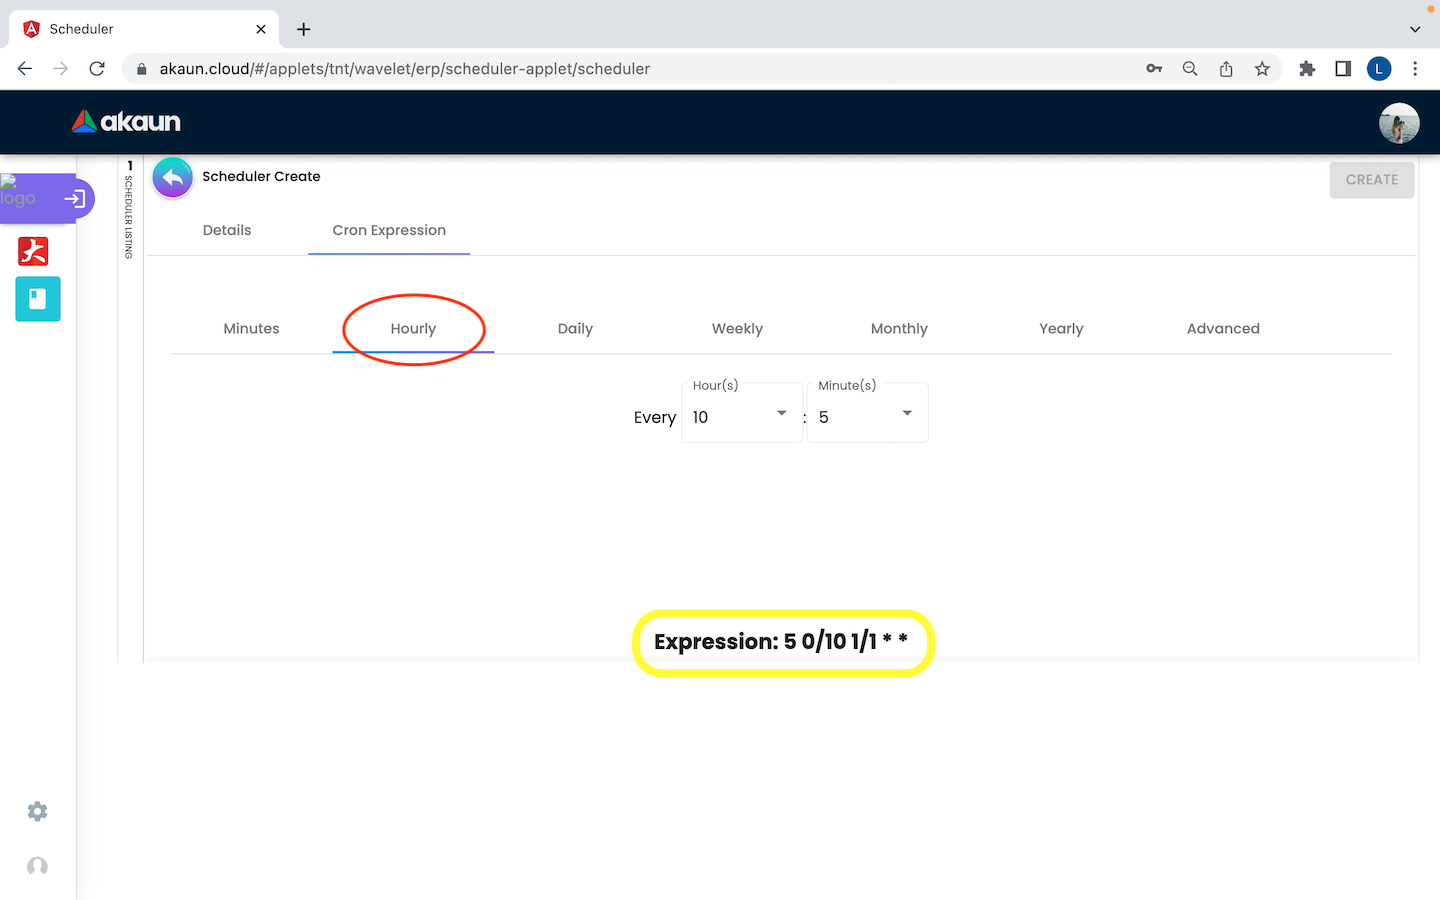 Scheduler
akaun.cloud/#/applets/tnt/wavelet/erp/scheduler-applet/scheduler
L
akaun
logo
1
SCHEDULER LISTING
Scheduler Create
CREATE
Details
Cron Expression
Minutes
Hourly
Daily
Weekly
Monthly
Yearly
Advanced
Hour(s)
Minute(s)
Every 10 : 5
Expression: 5 0/10 1/1 * *